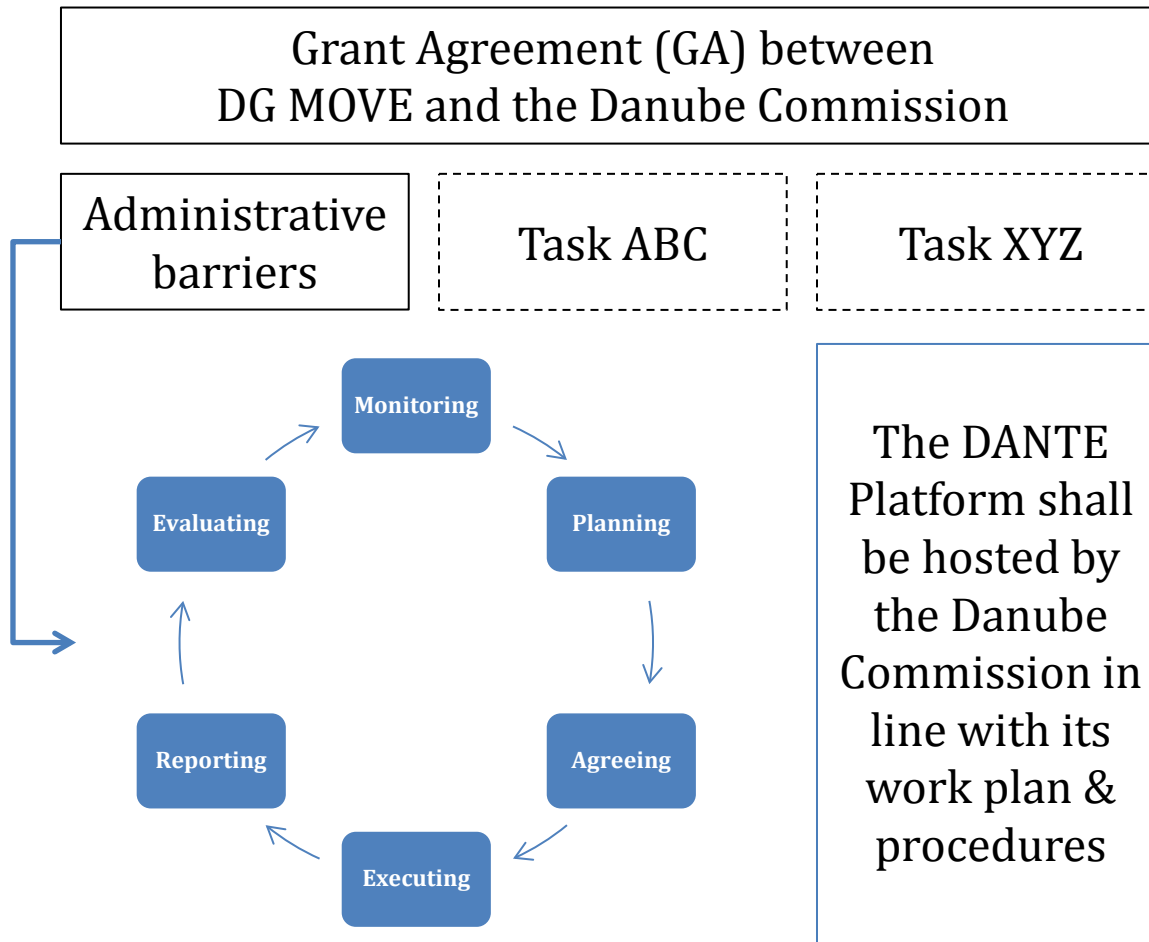 Grant Agreement (GA) between
DG MOVE and the Danube Commission
Administrative
barriers
Task ABC
Task XYZ
Monitoring
Planning
Agreeing
Executing
Reporting
Evaluating
The DANTE
Platform shall
be hosted by
the Danube
Commission in
line with its
work plan &
procedures